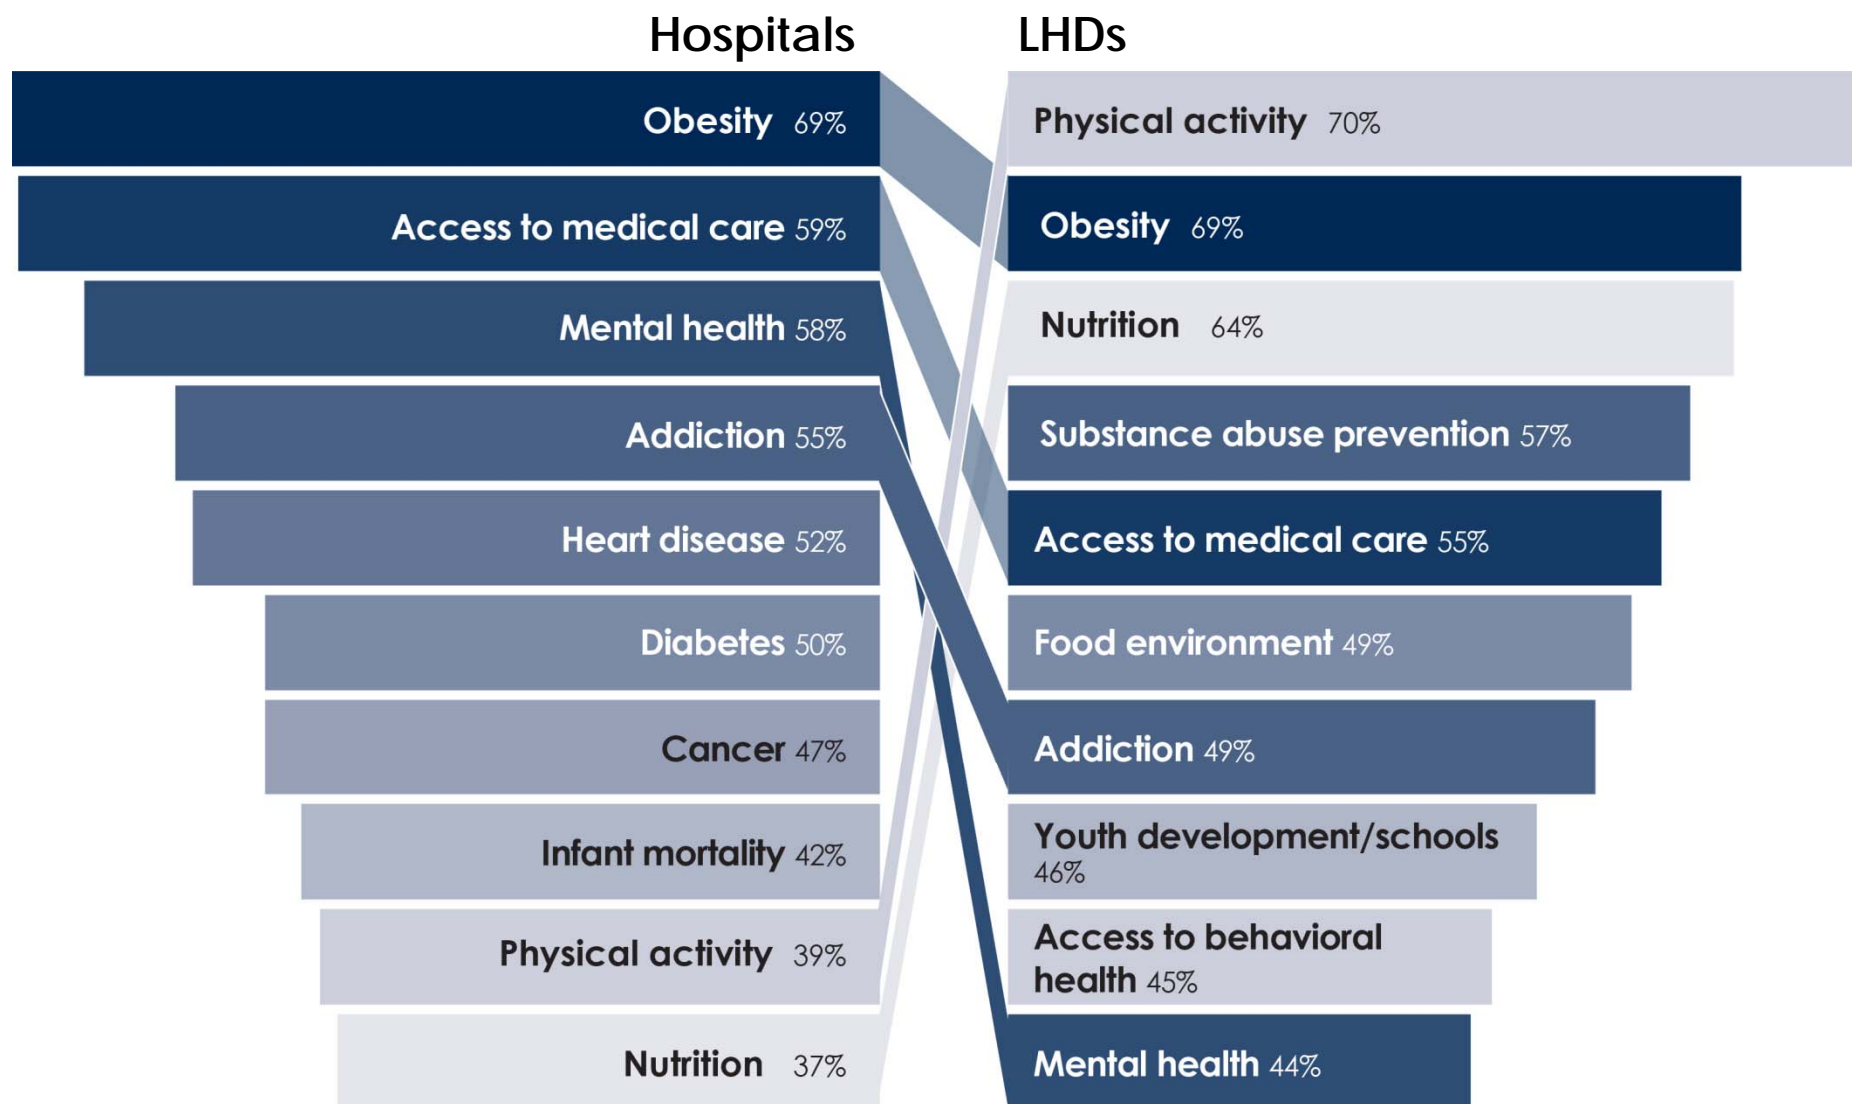 Hospitals
LHDs
Obesity 69%
Access to medical care 59%
Mental health 58%
Addiction 55%
Heart disease 52%
Diabetes 50%
Cancer 47%
Infant mortality 42%
Physical activity 39%
Nutrition 37%
Physical activity 70%
Obesity 69%
Nutrition 64%
Substance abuse prevention 57%
Access to medical care 55%
Food environment 49%
Addiction 49%
Youth development/schools
46%
Access to behavioral
health 45%
Mental health 44%